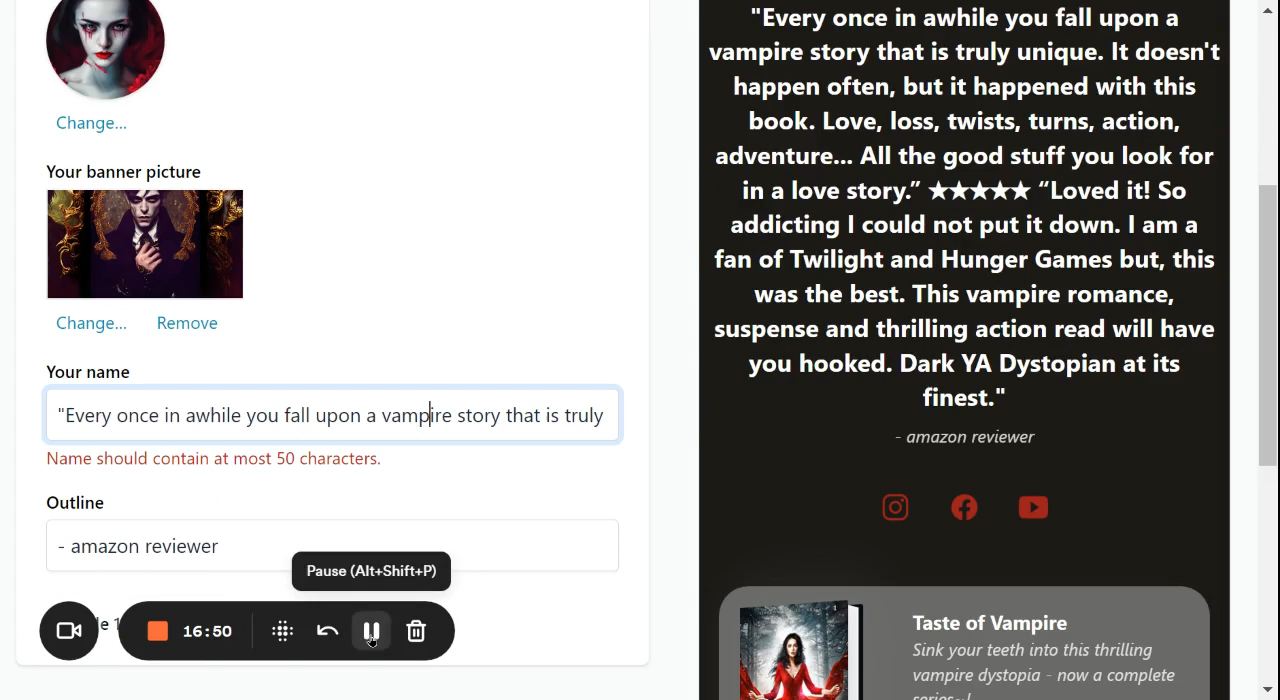 Change...
Your banner picture
Change... Remove
Your name
"Every once in awhile you fall upon a vampire story that is truly
Name should contain at most 50 characters.
Outline
- amazon reviewer
Pause (Alt+Shift+P)
16:50
"Every once in awhile you fall upon a
vampire story that is truly unique. It doesn't
happen often, but it happened with this
book. Love, loss, twists, turns, action,
adventure... All the good stuff you look for
in a love story.” ★★★★★ “Loved it! So
addicting I could not put it down. I am a
fan of Twilight and Hunger Games but, this
was the best. This vampire romance,
suspense and thrilling action read will have
you hooked. Dark YA Dystopian at its
finest."
- amazon reviewer
Taste of Vampire
Sink your teeth into this thrilling
vampire dystopia - now a complete